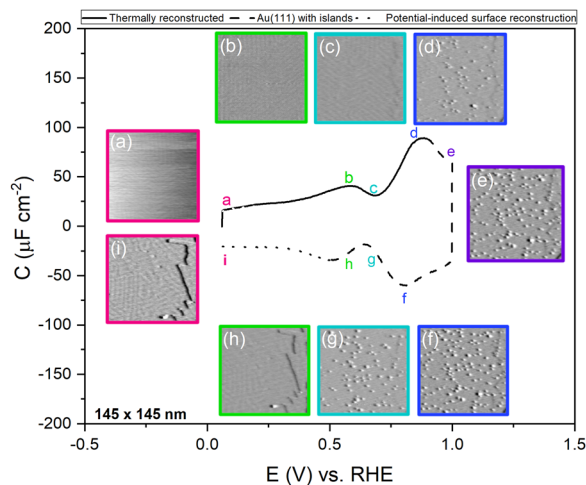 Thermally reconstructed Au(111) with islands Potential-induced surface reconstruction
(b) (c) (d)
(a)
(e)
(i)
(h) (g) (f)
a b c d e
i h g f
200
150
100
50
0
-50
-100
-150
-200
C (μF cm⁻²)
145 x 145 nm
-0.5 0.0 0.5 1.0 1.5
E (V) vs. RHE